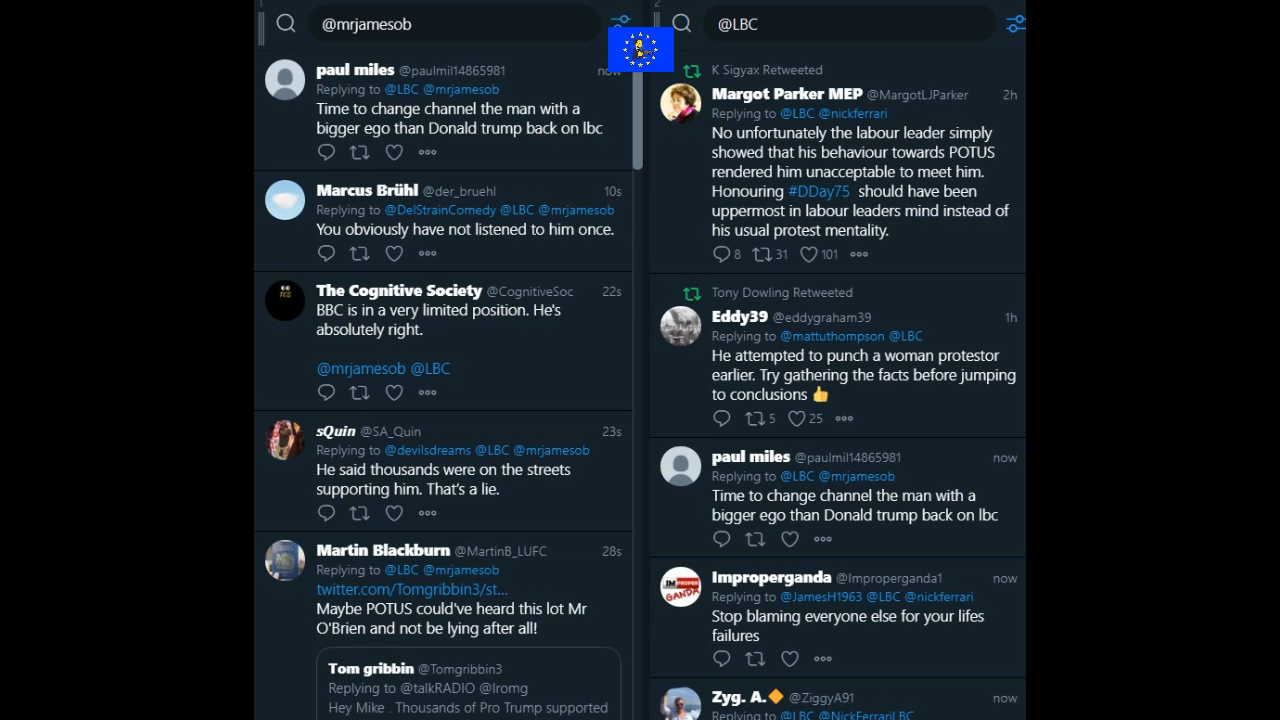 1
@mrjamesob
paul miles @paulmil14865981 now
Replying to @LBC @mrjamesob
Time to change channel the man with a
bigger ego than Donald trump back on lbc
Marcus Brühl @der_bruehl 10s
Replying to @DelStrainComedy @LBC @mrjamesob
You obviously have not listened to him once.
The Cognitive Society @CognitiveSoc 22s
BBC is in a very limited position. He's
absolutely right.
@mrjamesob @LBC
sQuin @SA_Quin 23s
Replying to @devilsdreams @LBC @mrjamesob
He said thousands were on the streets
supporting him. That's a lie.
Martin Blackburn @MartinB_LUFC 28s
Replying to @LBC @mrjamesob
twitter.com/Tomgribbin3/st...
Maybe POTUS could've heard this lot Mr
O'Brien and not be lying after all!
Tom gribbin @Tomgribbin3
Replying to @talkRADIO @Iromg
Hey Mike . Thousands of Pro Trump supported
2
@LBC
K Sigyax Retweeted
Margot Parker MEP @MargotLJParker 2h
Replying to @LBC @nickferrari
No unfortunately the labour leader simply
showed that his behaviour towards POTUS
rendered him unacceptable to meet him.
Honouring #DDay75 should have been
uppermost in labour leaders mind instead of
his usual protest mentality.
8 31 101
Tony Dowling Retweeted
Eddy39 @eddygraham39 1h
Replying to @mattuthompson @LBC
He attempted to punch a woman protestor
earlier. Try gathering the facts before jumping
to conclusions 👍
5 25
paul miles @paulmil14865981 now
Replying to @LBC @mrjamesob
Time to change channel the man with a
bigger ego than Donald trump back on lbc
Improperganda @Improperganda1 now
Replying to @JamesH1963 @LBC @nickferrari
Stop blaming everyone else for your lifes
failures
Zyg. A.🔶 @ZiggyA91 now
Replying to @LBC @NickFerrariLBC